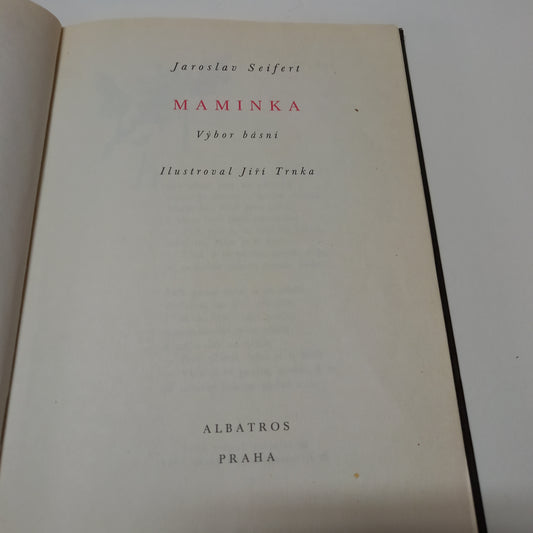 Jaroslav Seifert
MAMINKA
Výbor básní
Ilustroval Jiří Trnka
ALBATROS
PRAHA